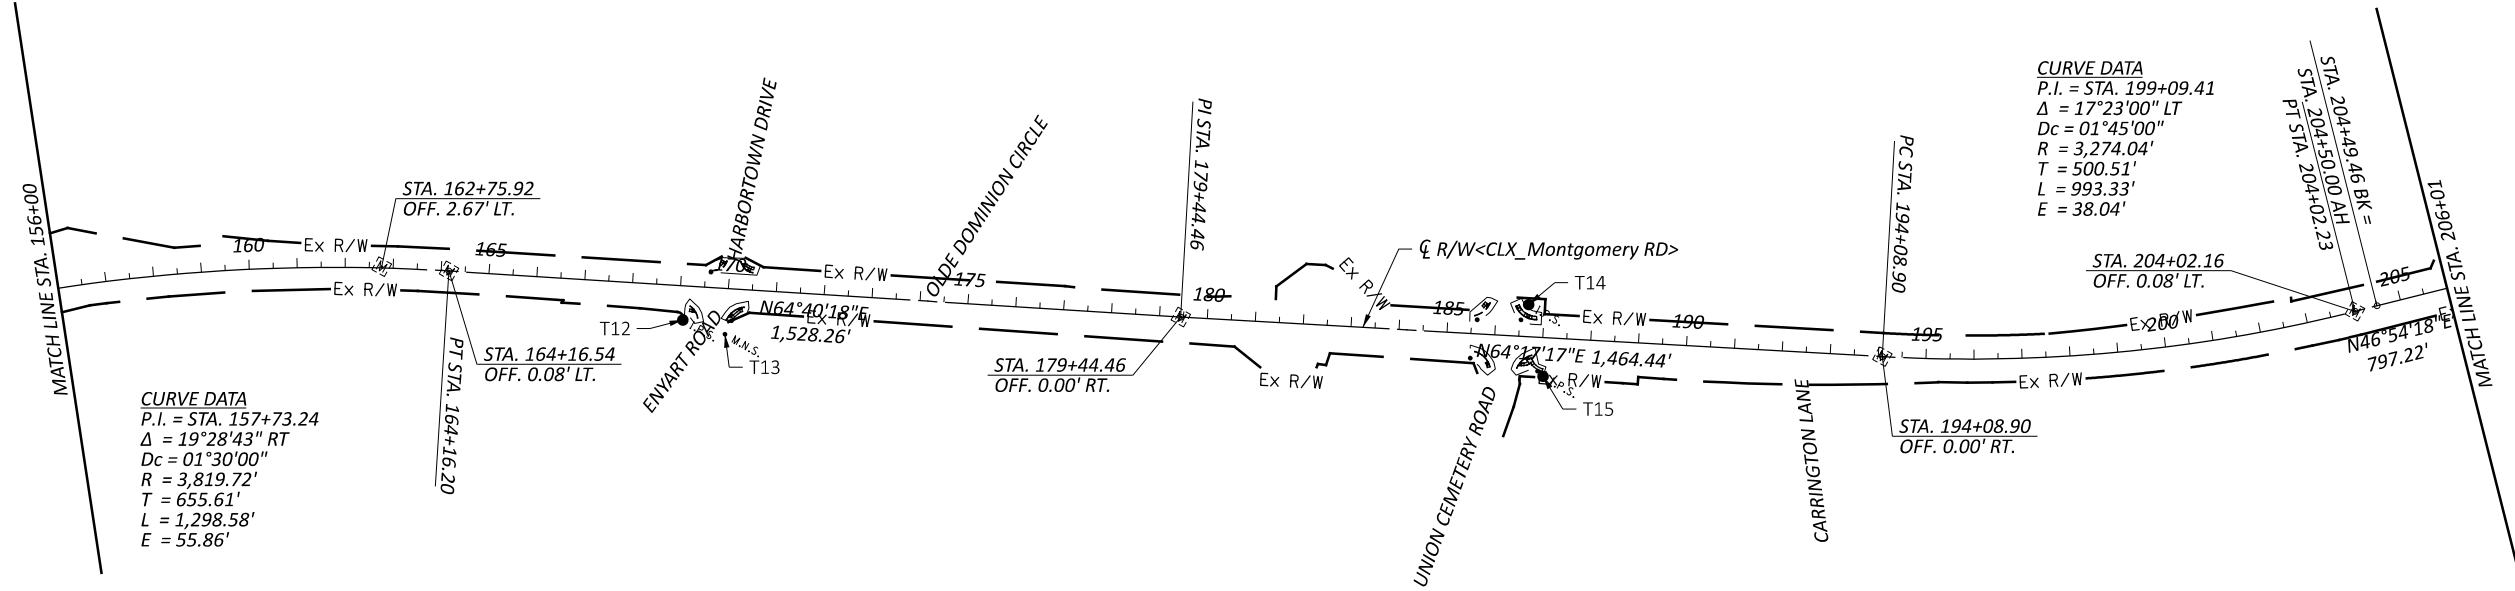 MATCH LINE STA. 156+00
160
Ex R/W
Ex R/W
STA. 162+75.92
OFF. 2.67' LT.
165
PT STA. 164+16.20
STA. 164+16.54
OFF. 0.08' LT.
CURVE DATA
P.I. = STA. 157+73.24
Δ = 19°28'43" RT
Dc = 01°30'00"
R = 3,819.72'
T = 655.61'
L = 1,298.58'
E = 55.86'
HARBORTOWN DRIVE
170
T12
ENYART ROAD
M.N.S.
T13
N64°40'18"E
1,528.26'
Ex R/W
Ex R/W
OLDE DOMINION CIRCLE
175
PI STA. 179+44.46
180
STA. 179+44.46
OFF. 0.00' RT.
Ex R/W
Ex R/W
℄ R/W<CLX_Montgomery RD>
185
T14
Ex R/W
190
N64°17'17"E 1,464.44'
Ex R/W
T15
UNION CEMETERY ROAD
CARRINGTON LANE
PC STA. 194+08.90
195
STA. 194+08.90
OFF. 0.00' RT.
Ex R/W
CURVE DATA
P.I. = STA. 199+09.41
Δ = 17°23'00" LT
Dc = 01°45'00"
R = 3,274.04'
T = 500.51'
L = 993.33'
E = 38.04'
STA. 204+02.16
OFF. 0.08' LT.
Ex R/W
200
STA. 204+49.46 BK =
STA. 204+50.00 AH
PT STA. 204+02.23
205
N46°54'18"E
797.22'
MATCH LINE STA. 206+01